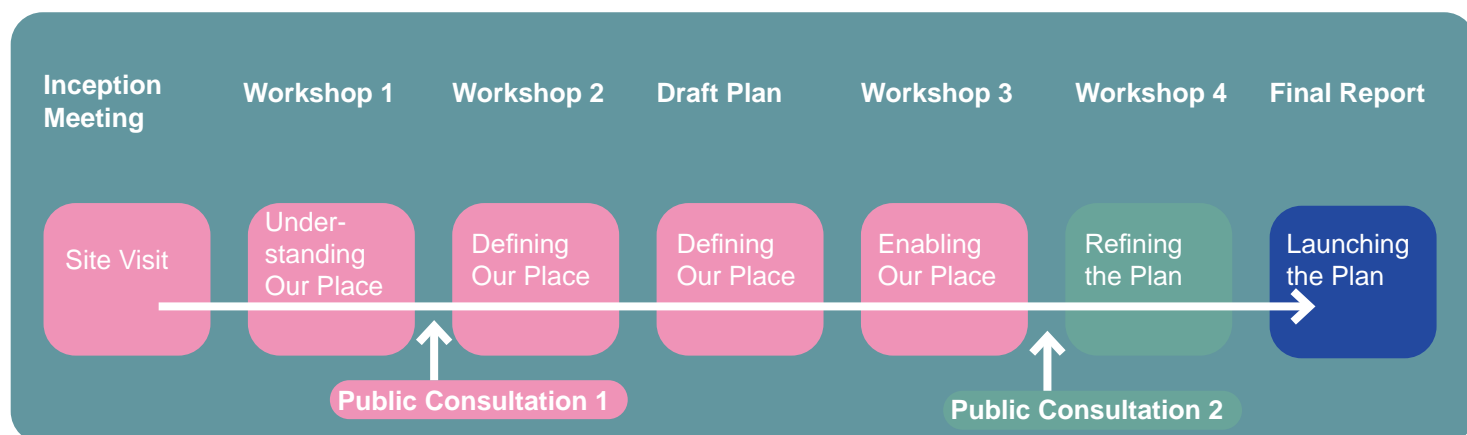 Inception
Meeting
Workshop 1
Workshop 2
Draft Plan
Workshop 3
Workshop 4
Final Report
Site Visit
Under-
standing
Our Place
Defining
Our Place
Defining
Our Place
Enabling
Our Place
Refining
the Plan
Launching
the Plan
Public Consultation 1
Public Consultation 2